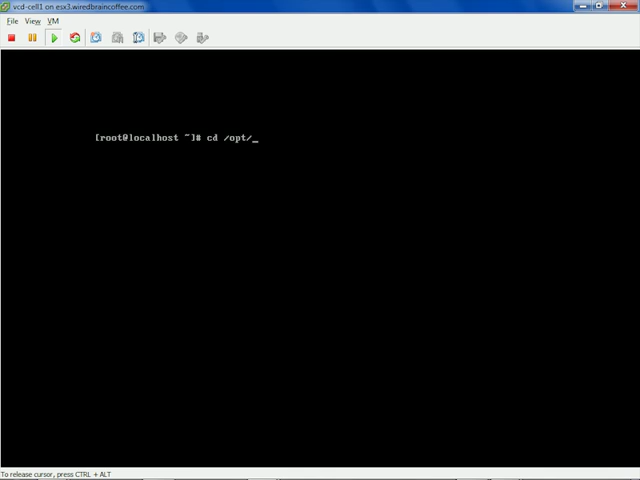 vcd-cell1 on esx3.wiredbraincoffee.com
File View VM
[root@localhost ~]# cd /opt/_
To release cursor, press CTRL + ALT